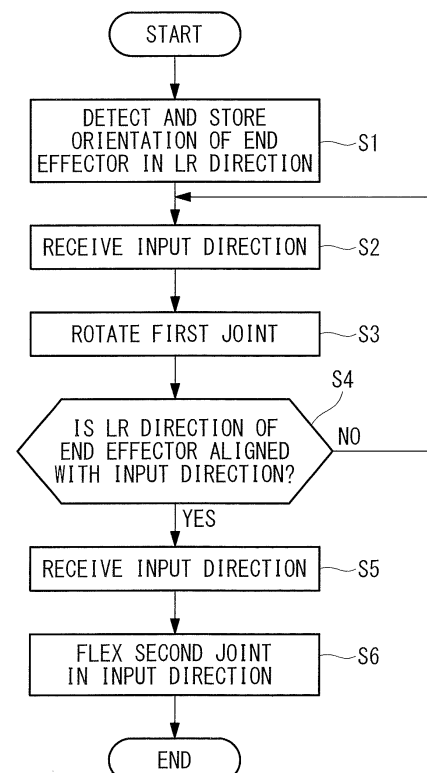 START
DETECT AND STORE
ORIENTATION OF END
EFFECTOR IN LR DIRECTION
S1
RECEIVE INPUT DIRECTION
S2
ROTATE FIRST JOINT
S3
S4
IS LR DIRECTION OF
END EFFECTOR ALIGNED
WITH INPUT DIRECTION?
NO
YES
RECEIVE INPUT DIRECTION
S5
FLEX SECOND JOINT
IN INPUT DIRECTION
S6
END